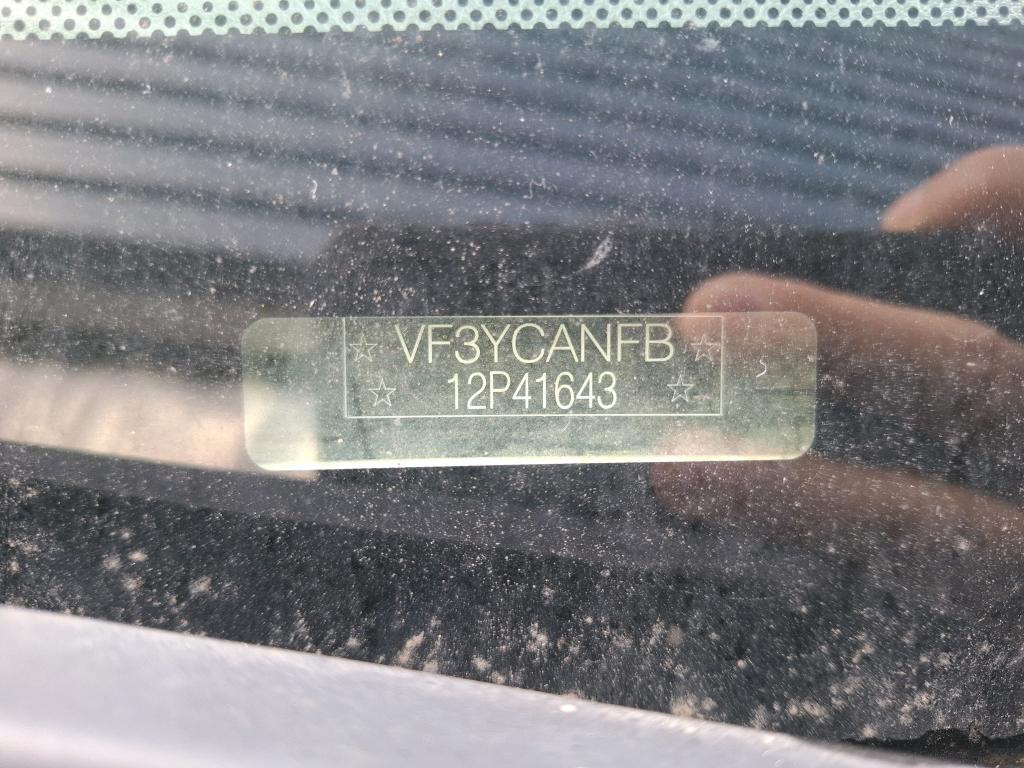 ☆ VF3YCANFB ☆
☆ 12P41643 ☆